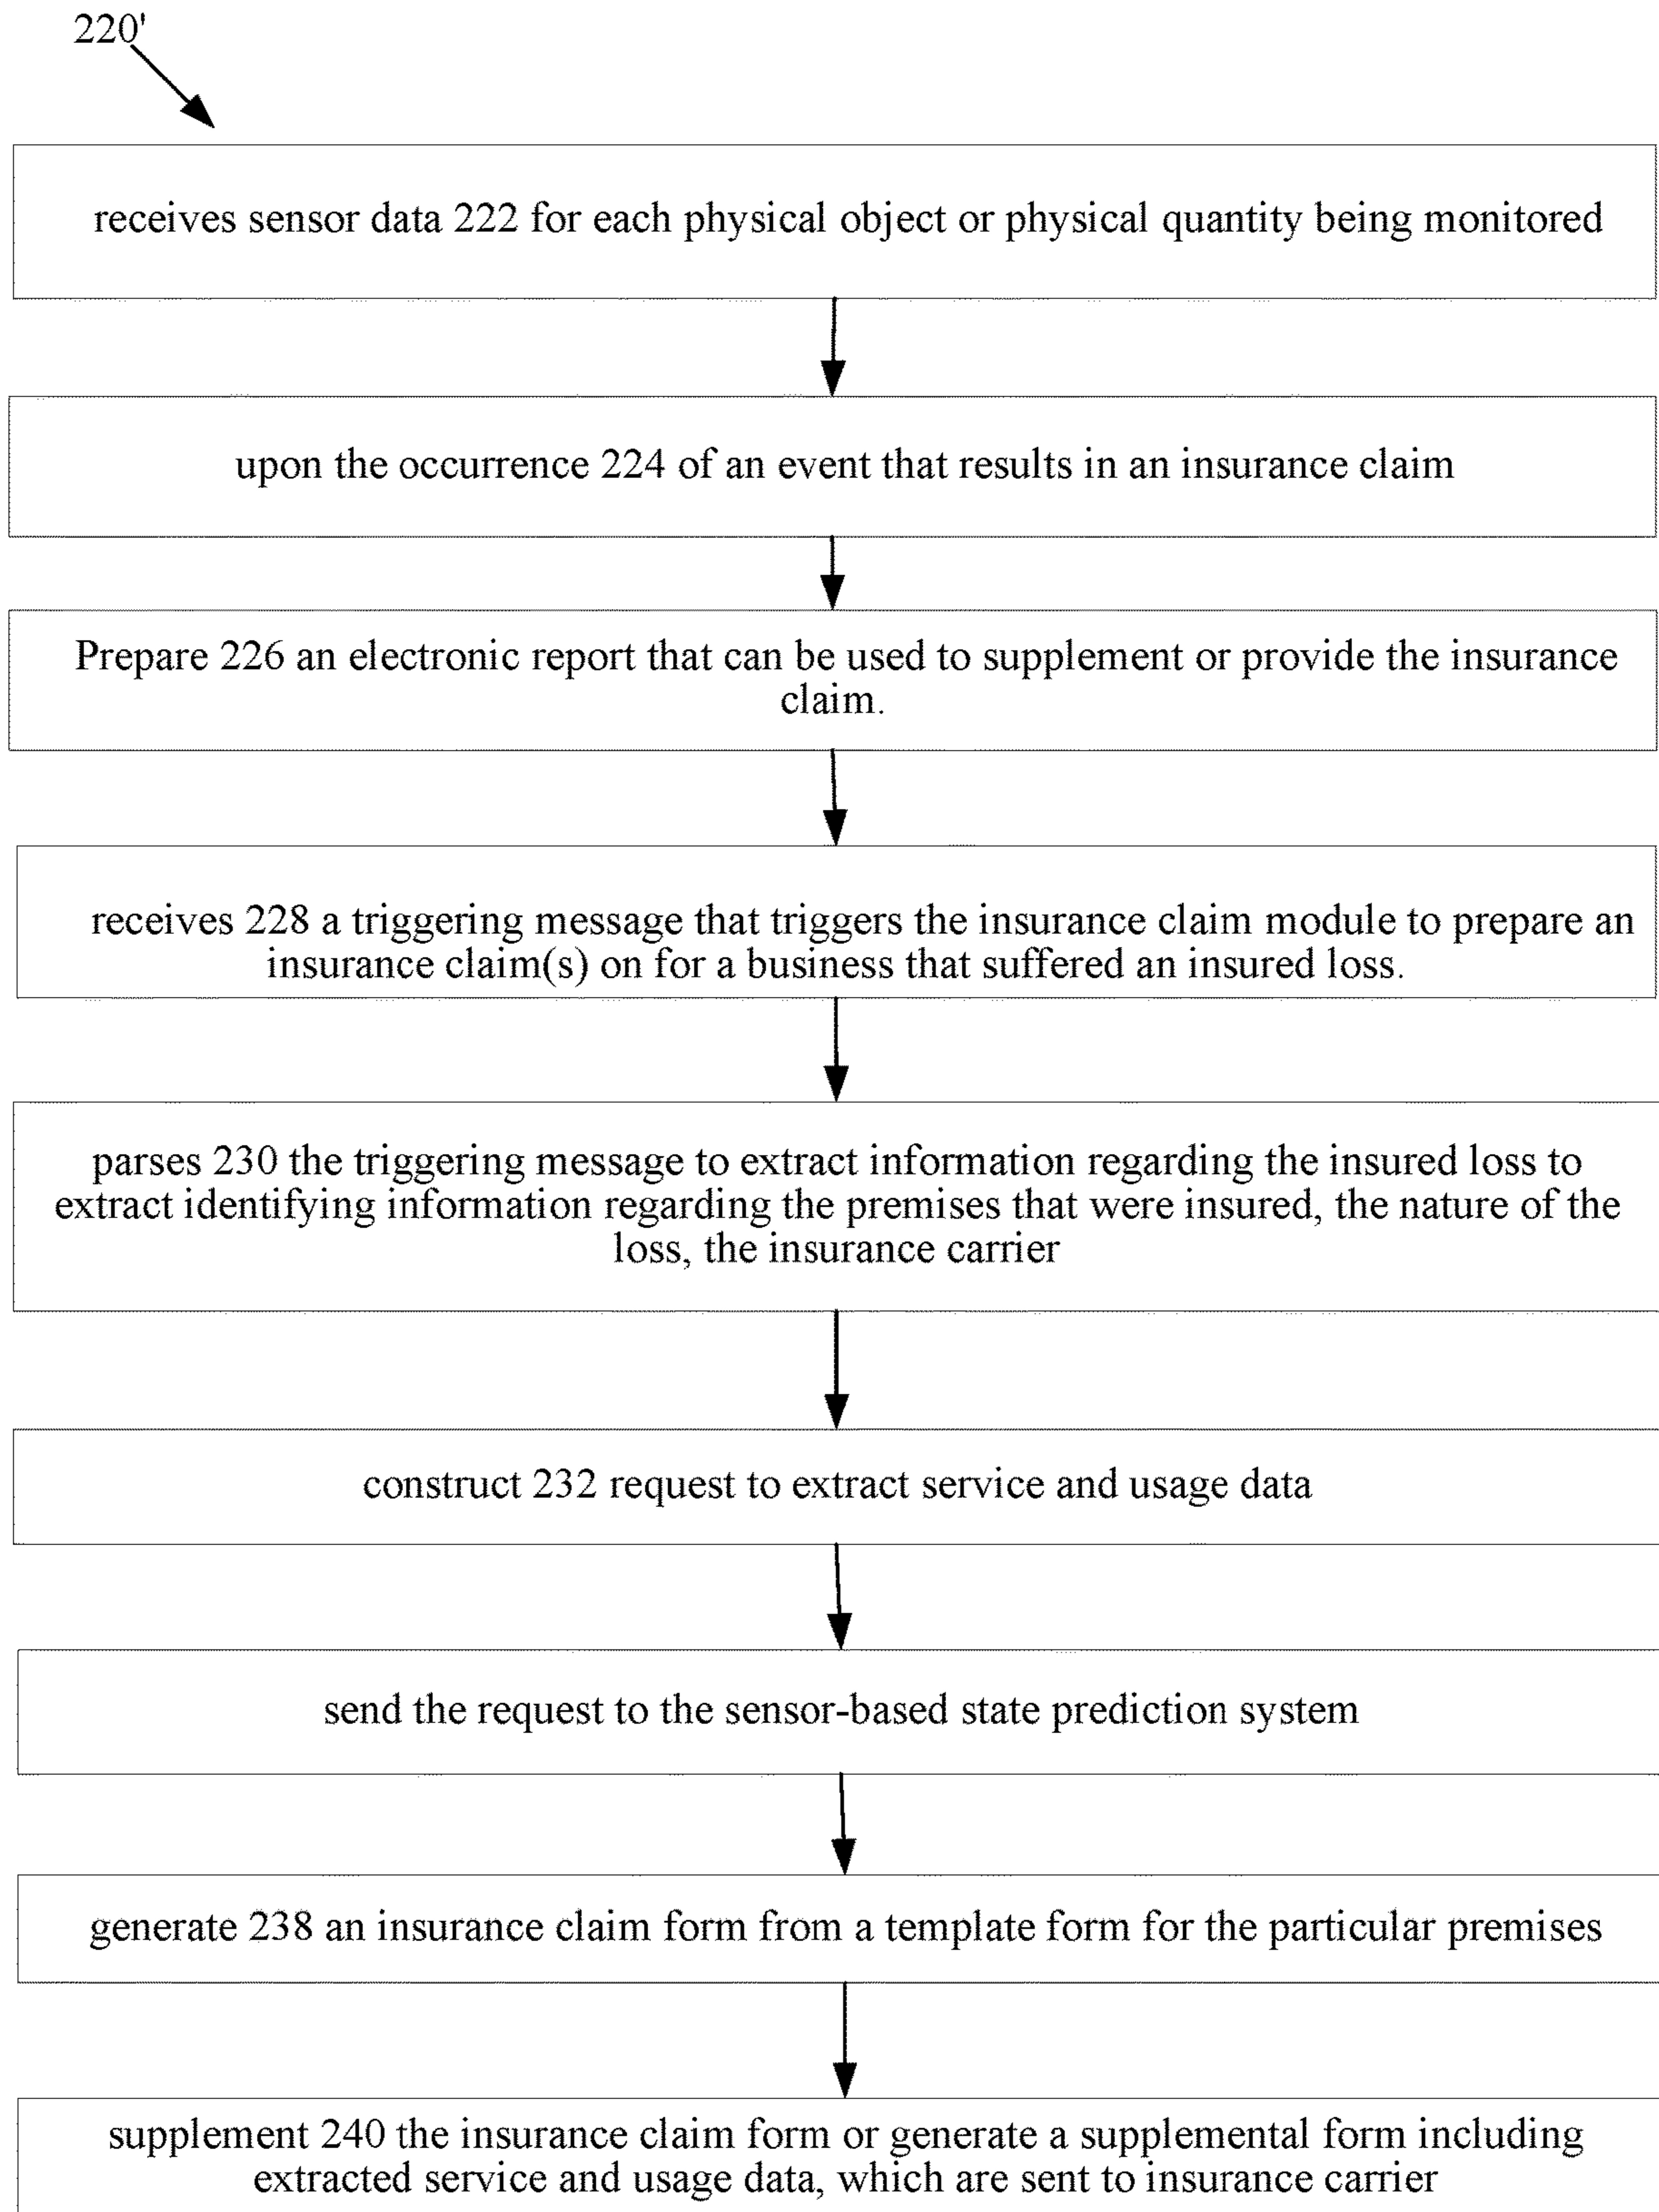 220'
receives sensor data 222 for each physical object or physical quantity being monitored
upon the occurrence 224 of an event that results in an insurance claim
Prepare 226 an electronic report that can be used to supplement or provide the insurance
claim.
receives 228 a triggering message that triggers the insurance claim module to prepare an
insurance claim(s) on for a business that suffered an insured loss.
parses 230 the triggering message to extract information regarding the insured loss to
extract identifying information regarding the premises that were insured, the nature of the
loss, the insurance carrier
construct 232 request to extract service and usage data
send the request to the sensor-based state prediction system
generate 238 an insurance claim form from a template form for the particular premises
supplement 240 the insurance claim form or generate a supplemental form including
extracted service and usage data, which are sent to insurance carrier